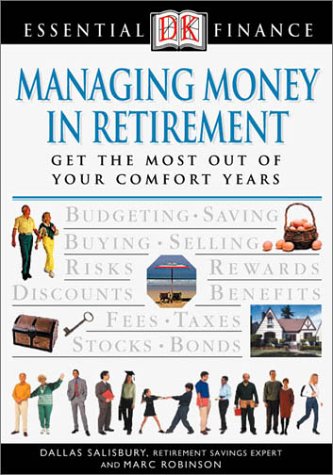 ESSENTIAL DK FINANCE
MANAGING MONEY
IN RETIREMENT
GET THE MOST OUT OF
YOUR COMFORT YEARS
BUDGETING • SAVING
BUYING • SELLING
RISKS REWARDS
DISCOUNTS BENEFITS
FEES • TAXES
STOCKS • BONDS
DALLAS SALISBURY, RETIREMENT SAVINGS EXPERT
AND MARC ROBINSON